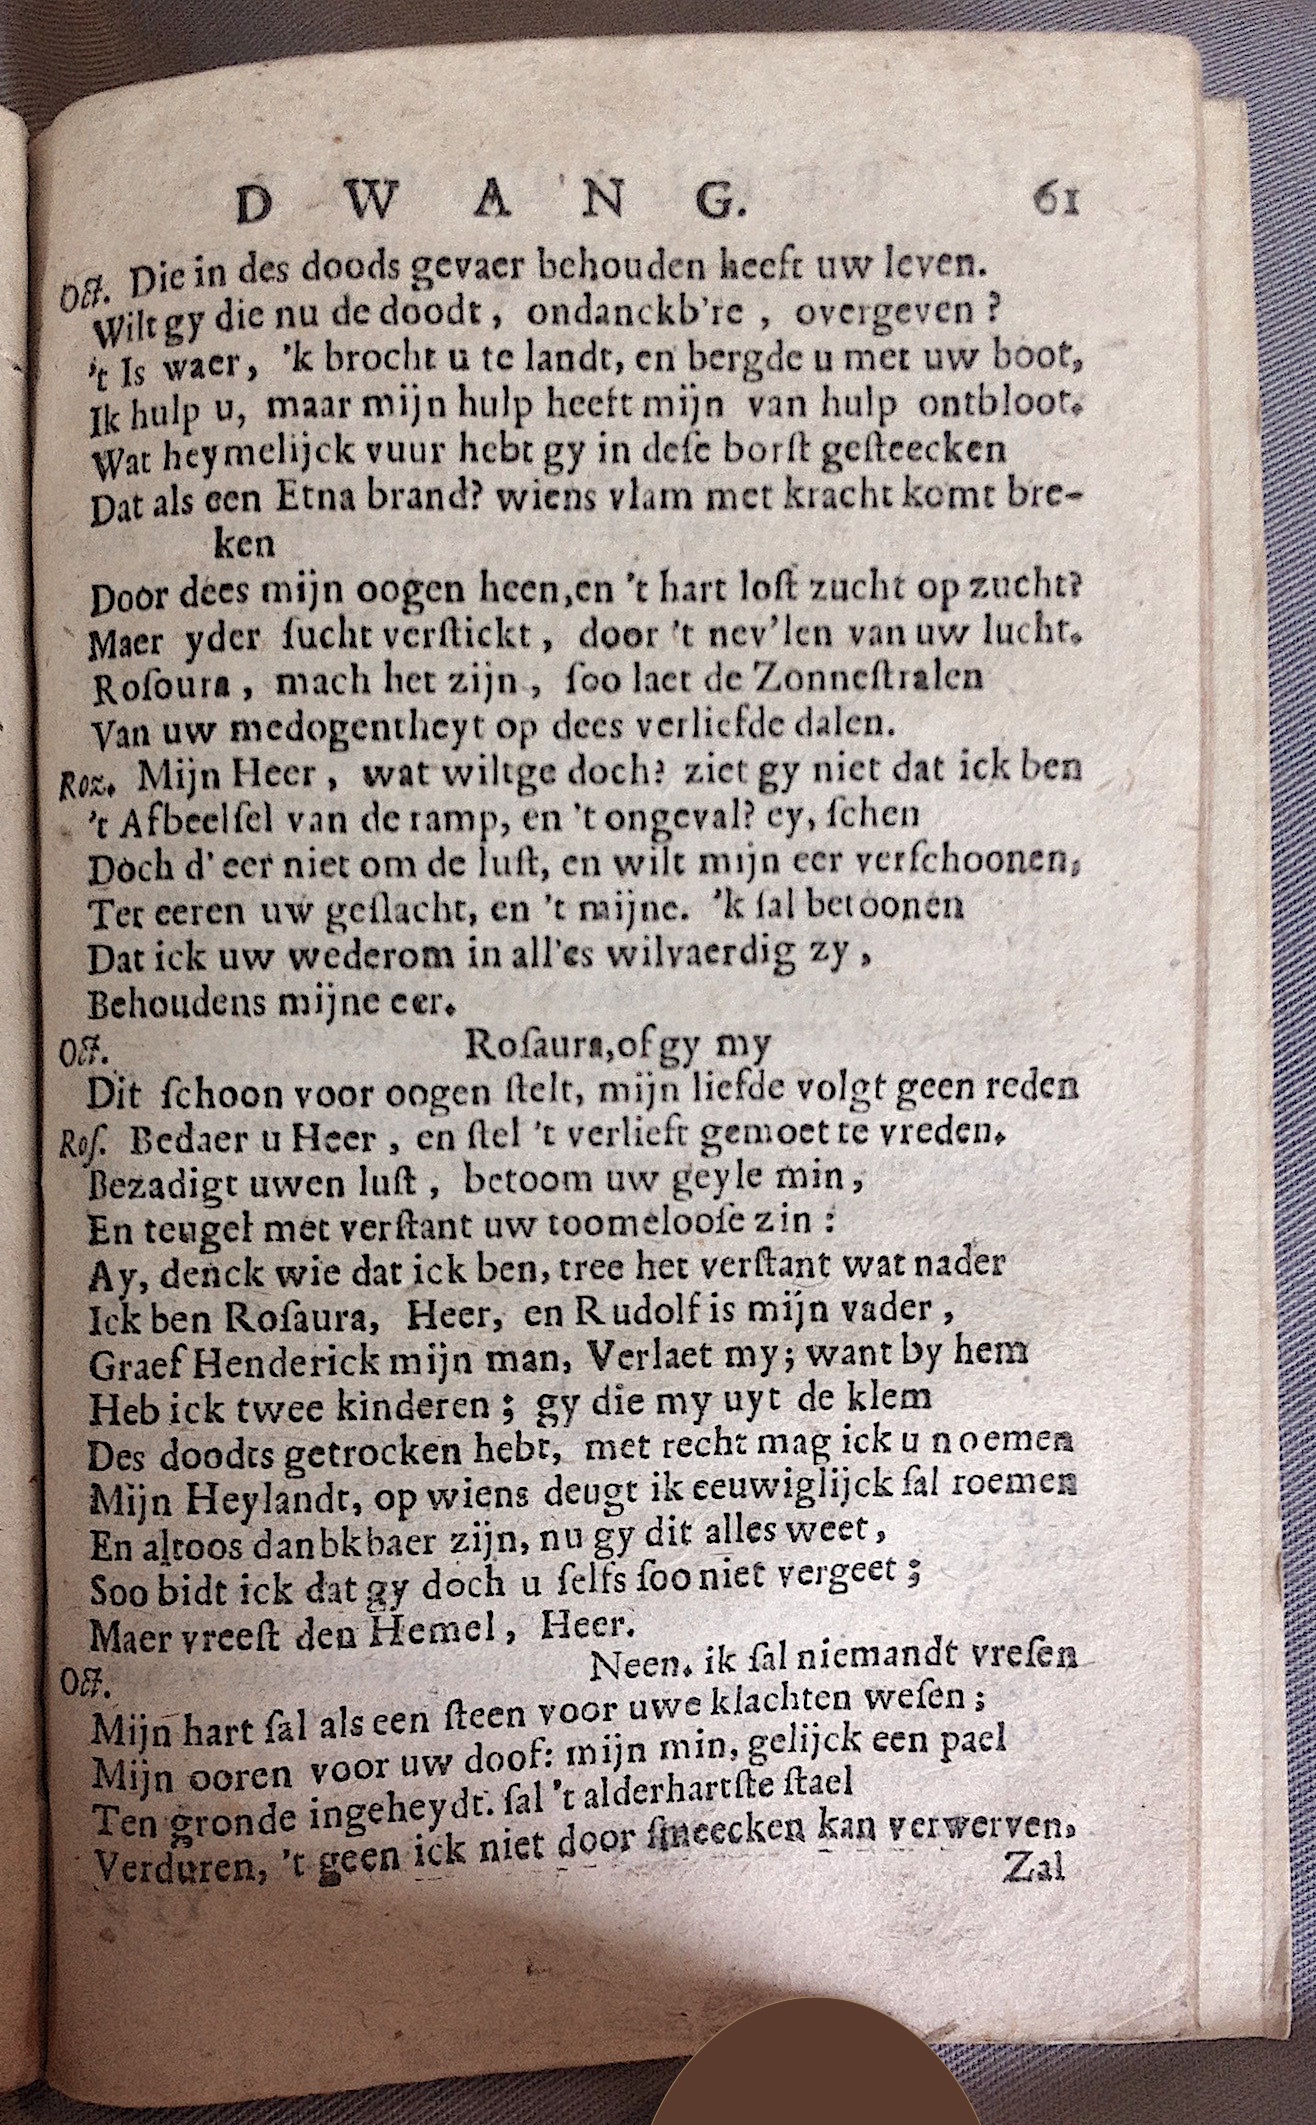 D W A N G. 61
Oct. Die in des doods gevaer behouden heeft uw leven.
Wilt gy die nu de doodt, ondanckb're, overgeven?
't Is waer, 'k brocht u te landt, en bergde u met uw boot,
Ik hulp u, maar mijn hulp heeft mijn van hulp ontbloot.
Wat heymelijck vuur hebt gy in deſe borſt geſteecken
Dat als een Etna brand? wiens vlam met kracht komt bre-
ken
Door dees mijn oogen heen, en 't hart loſt zucht op zucht?
Maer yder ſucht verſtickt, door 't nev'len van uw lucht.
Roſoura, mach het zijn, ſoo laet de Zonneſtralen
Van uw medogentheyt op dees verliefde dalen.
Roz. Mijn Heer, wat wiltge doch? ziet gy niet dat ick ben
't Afbeelſel van de ramp, en 't ongeval? ey, ſchen
Doch d'eer niet om de luſt, en wilt mijn eer verſchoonen,
Ter eeren uw geſlacht, en 't mijne. 'k ſal betoonen
Dat ick uw wederom in all'es wilvaerdig zy,
Behoudens mijne eer.
Oct. Roſaura, of gy my
Dit ſchoon voor oogen ſtelt, mijn liefde volgt geen reden
Roſ. Bedaer u Heer, en ſtel 't verlieft gemoet te vreden.
Bezadigt uwen luſt, betoom uw geyle min,
En teugel met verſtant uw toomelooſe zin:
Ay, denck wie dat ick ben, tree het verſtant wat nader
Ick ben Roſaura, Heer, en Rudolf is mijn vader,
Graef Henderick mijn man, Verlaet my; want by hem
Heb ick twee kinderen; gy die my uyt de klem
Des doodts getrocken hebt, met recht mag ick u noemen
Mijn Heylandt, op wiens deugt ik eeuwiglijck ſal roemen
En altoos danbkbaer zijn, nu gy dit alles weet,
Soo bidt ick dat gy doch u ſelfs ſoo niet vergeet;
Maer vreeſt den Hemel, Heer.
Oct. Neen. ik ſal niemandt vreſen
Mijn hart ſal als een ſteen voor uwe klachten weſen;
Mijn ooren voor uw doof: mijn min, gelijck een pael
Ten gronde ingeheydt. ſal 't alderhartſte ſtael
Verduren, 't geen ick niet door ſmeecken kan verwerven,
Zal